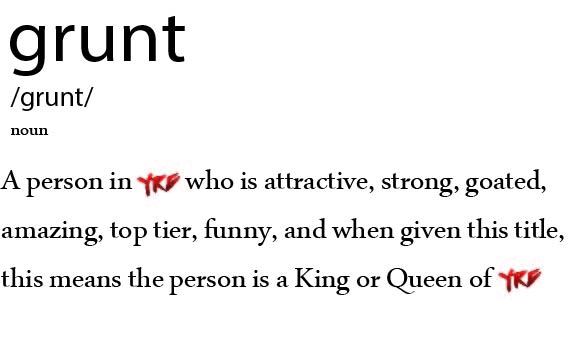 grunt
/grunt/
noun
A person in YRF who is attractive, strong, goated,
amazing, top tier, funny, and when given this title,
this means the person is a King or Queen of YRF